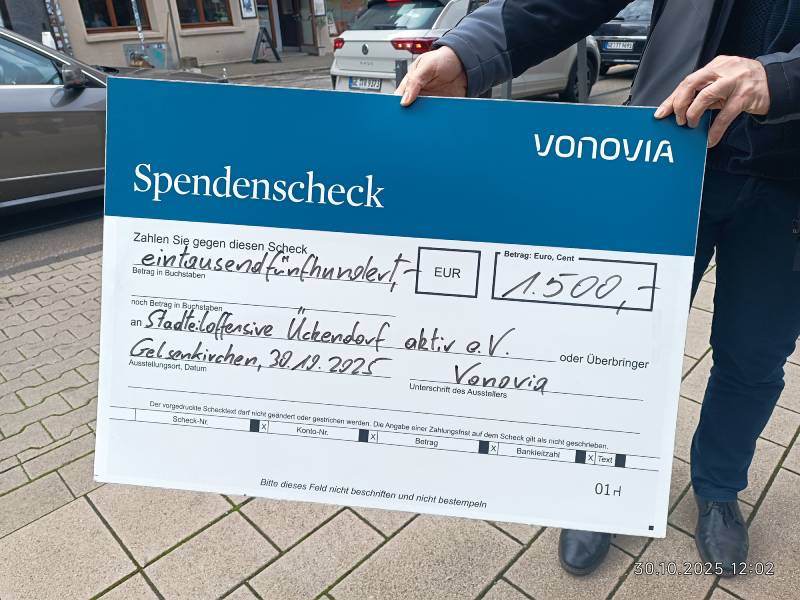 VONOVIA
Spendenscheck
Zahlen Sie gegen diesen Scheck
eintausendfünfhundert,-
EUR
Betrag: Euro, Cent
1.500,-
Betrag in Buchstaben
noch Betrag in Buchstaben
an Stadteiloffensive Ückendorf aktiv e.V. oder Überbringer
Gelsenkirchen, 30.10.2025 Vonovia
Ausstellungsort, Datum
Unterschrift des Ausstellers
Der vorgedruckte Schecktext darf nicht geändert oder gestrichen werden. Die Angabe einer Zahlungsfrist auf dem Scheck gilt als nicht geschrieben.
Scheck-Nr. X Konto-Nr. X Betrag X Bankleitzahl X Text
Bitte dieses Feld nicht beschriften und nicht bestempeln
30.10.2025 12:02